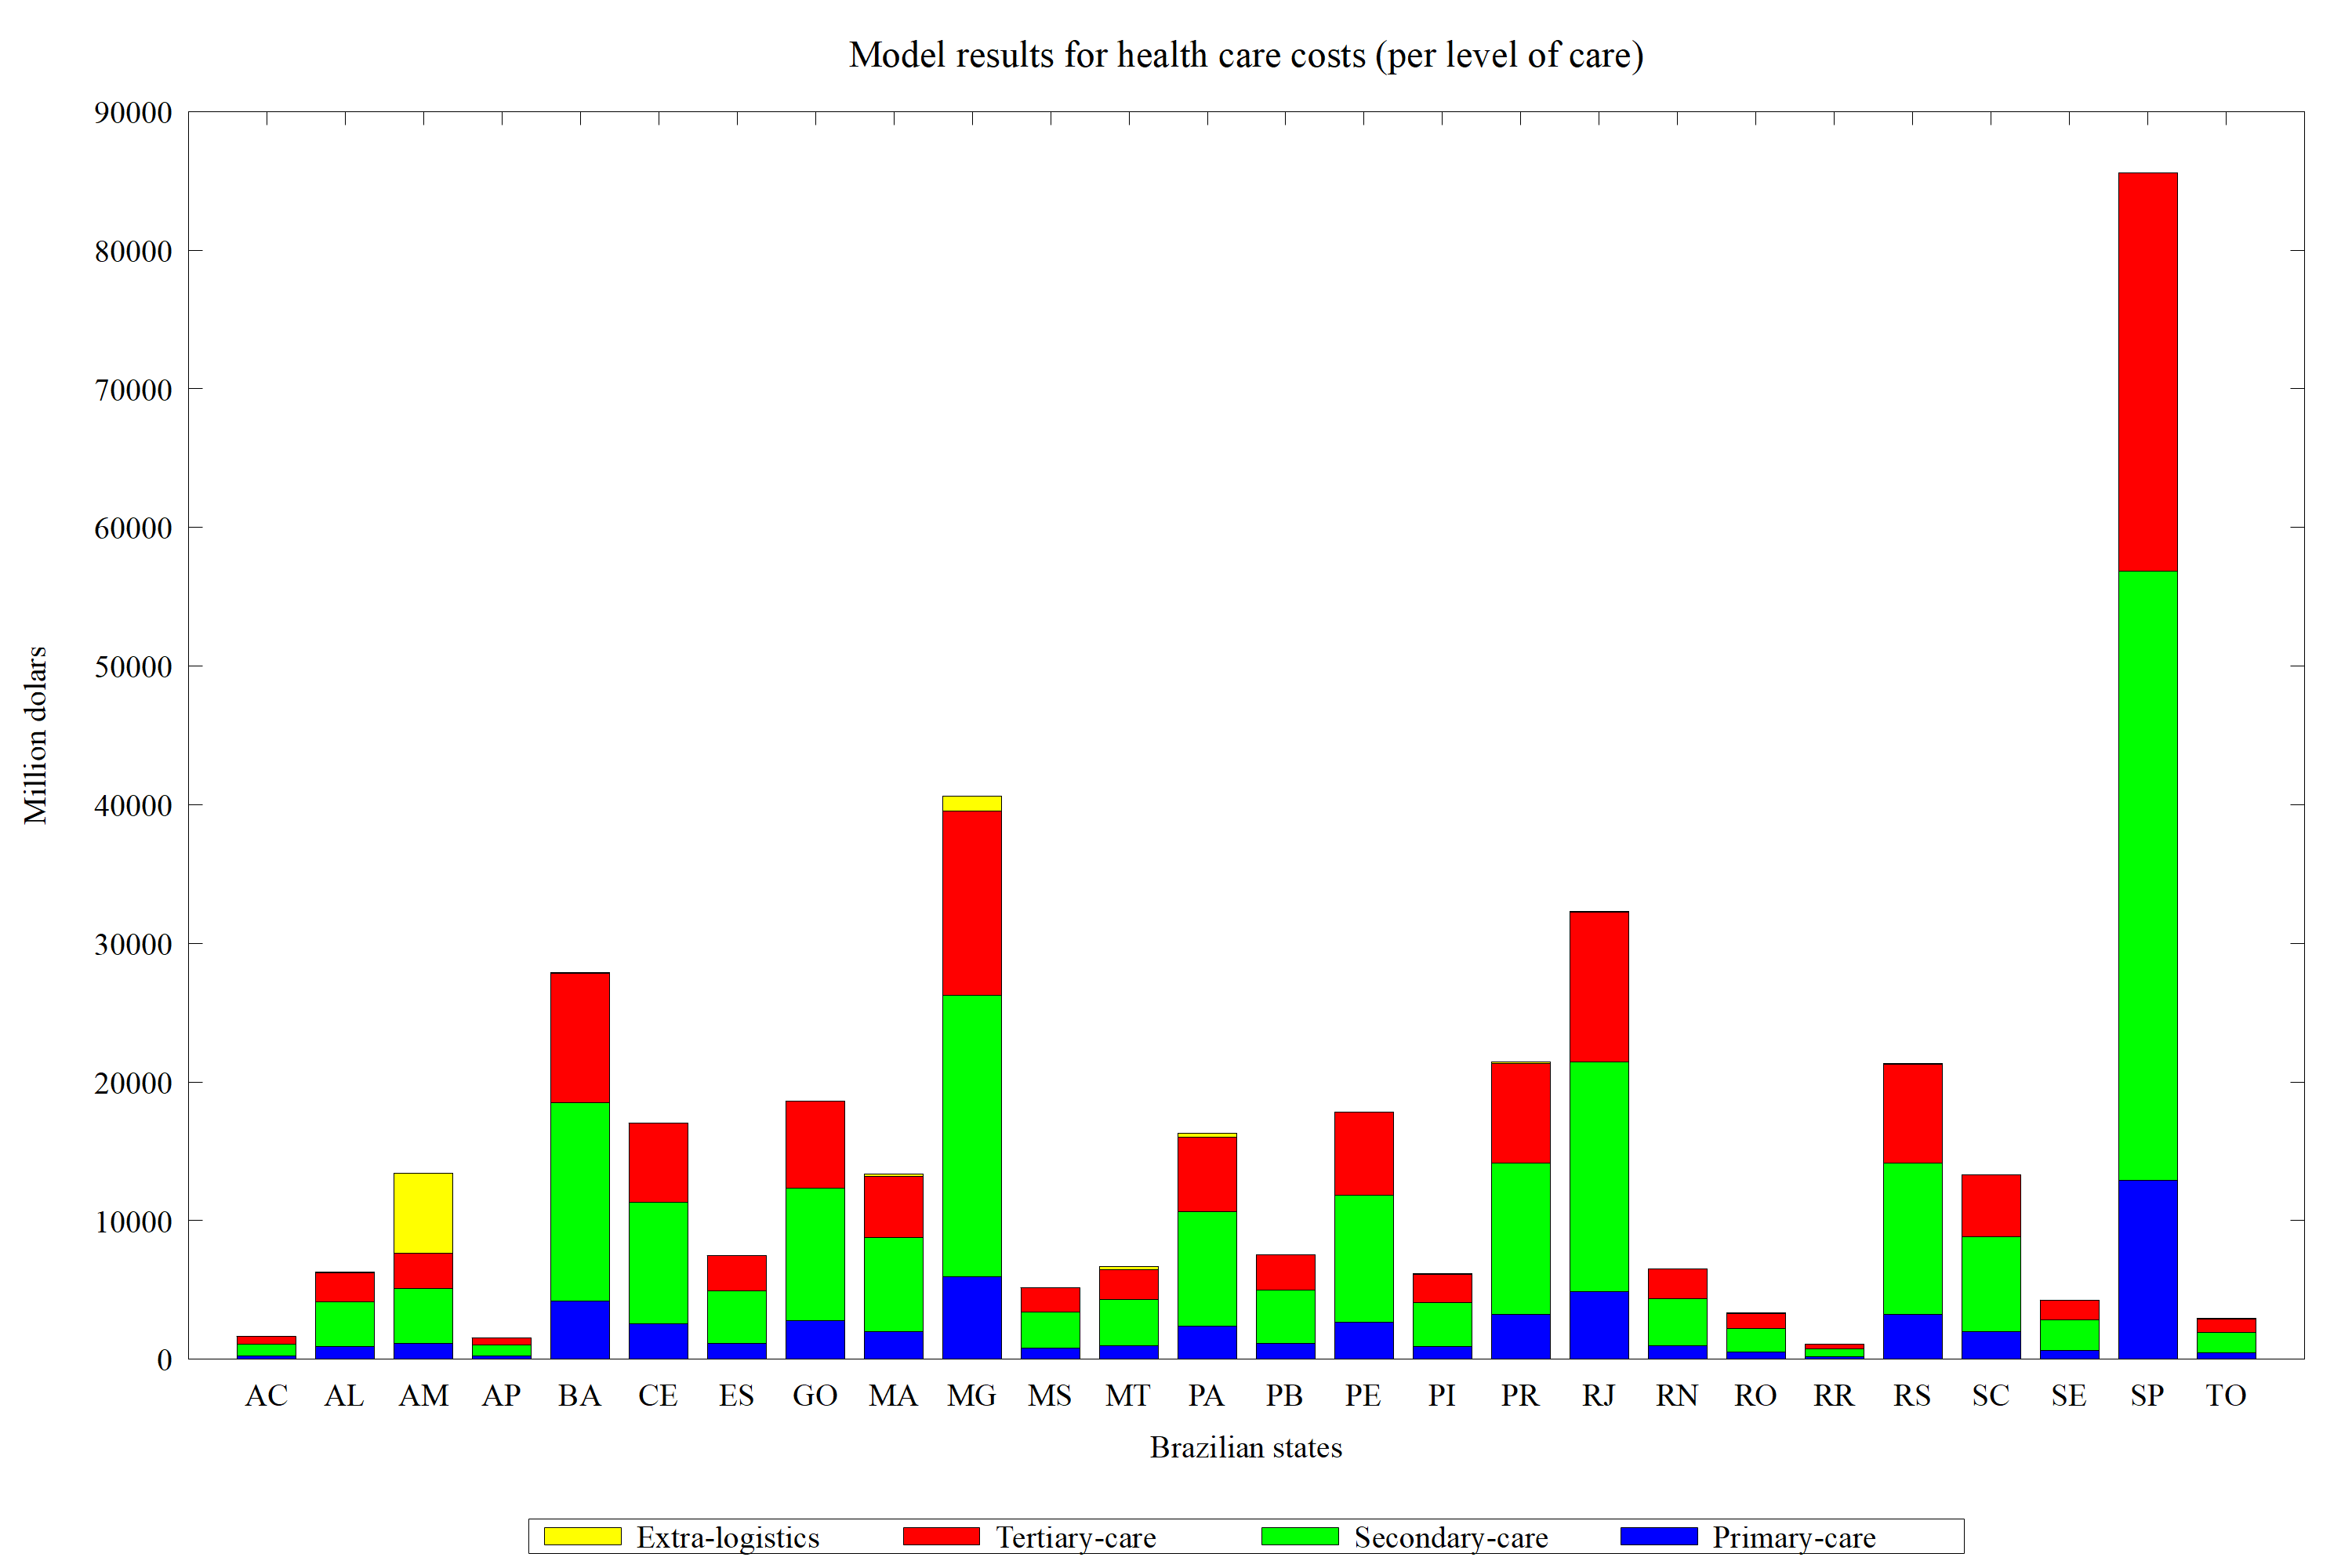 Model results for health care costs (per level of care)
90000
80000
70000
60000
50000
40000
30000
20000
10000
0
Million dolars
AC AL AM AP BA CE ES GO MA MG MS MT PA PB PE PI PR RJ RN RO RR RS SC SE SP TO
Brazilian states
Extra-logistics Tertiary-care Secondary-care Primary-care